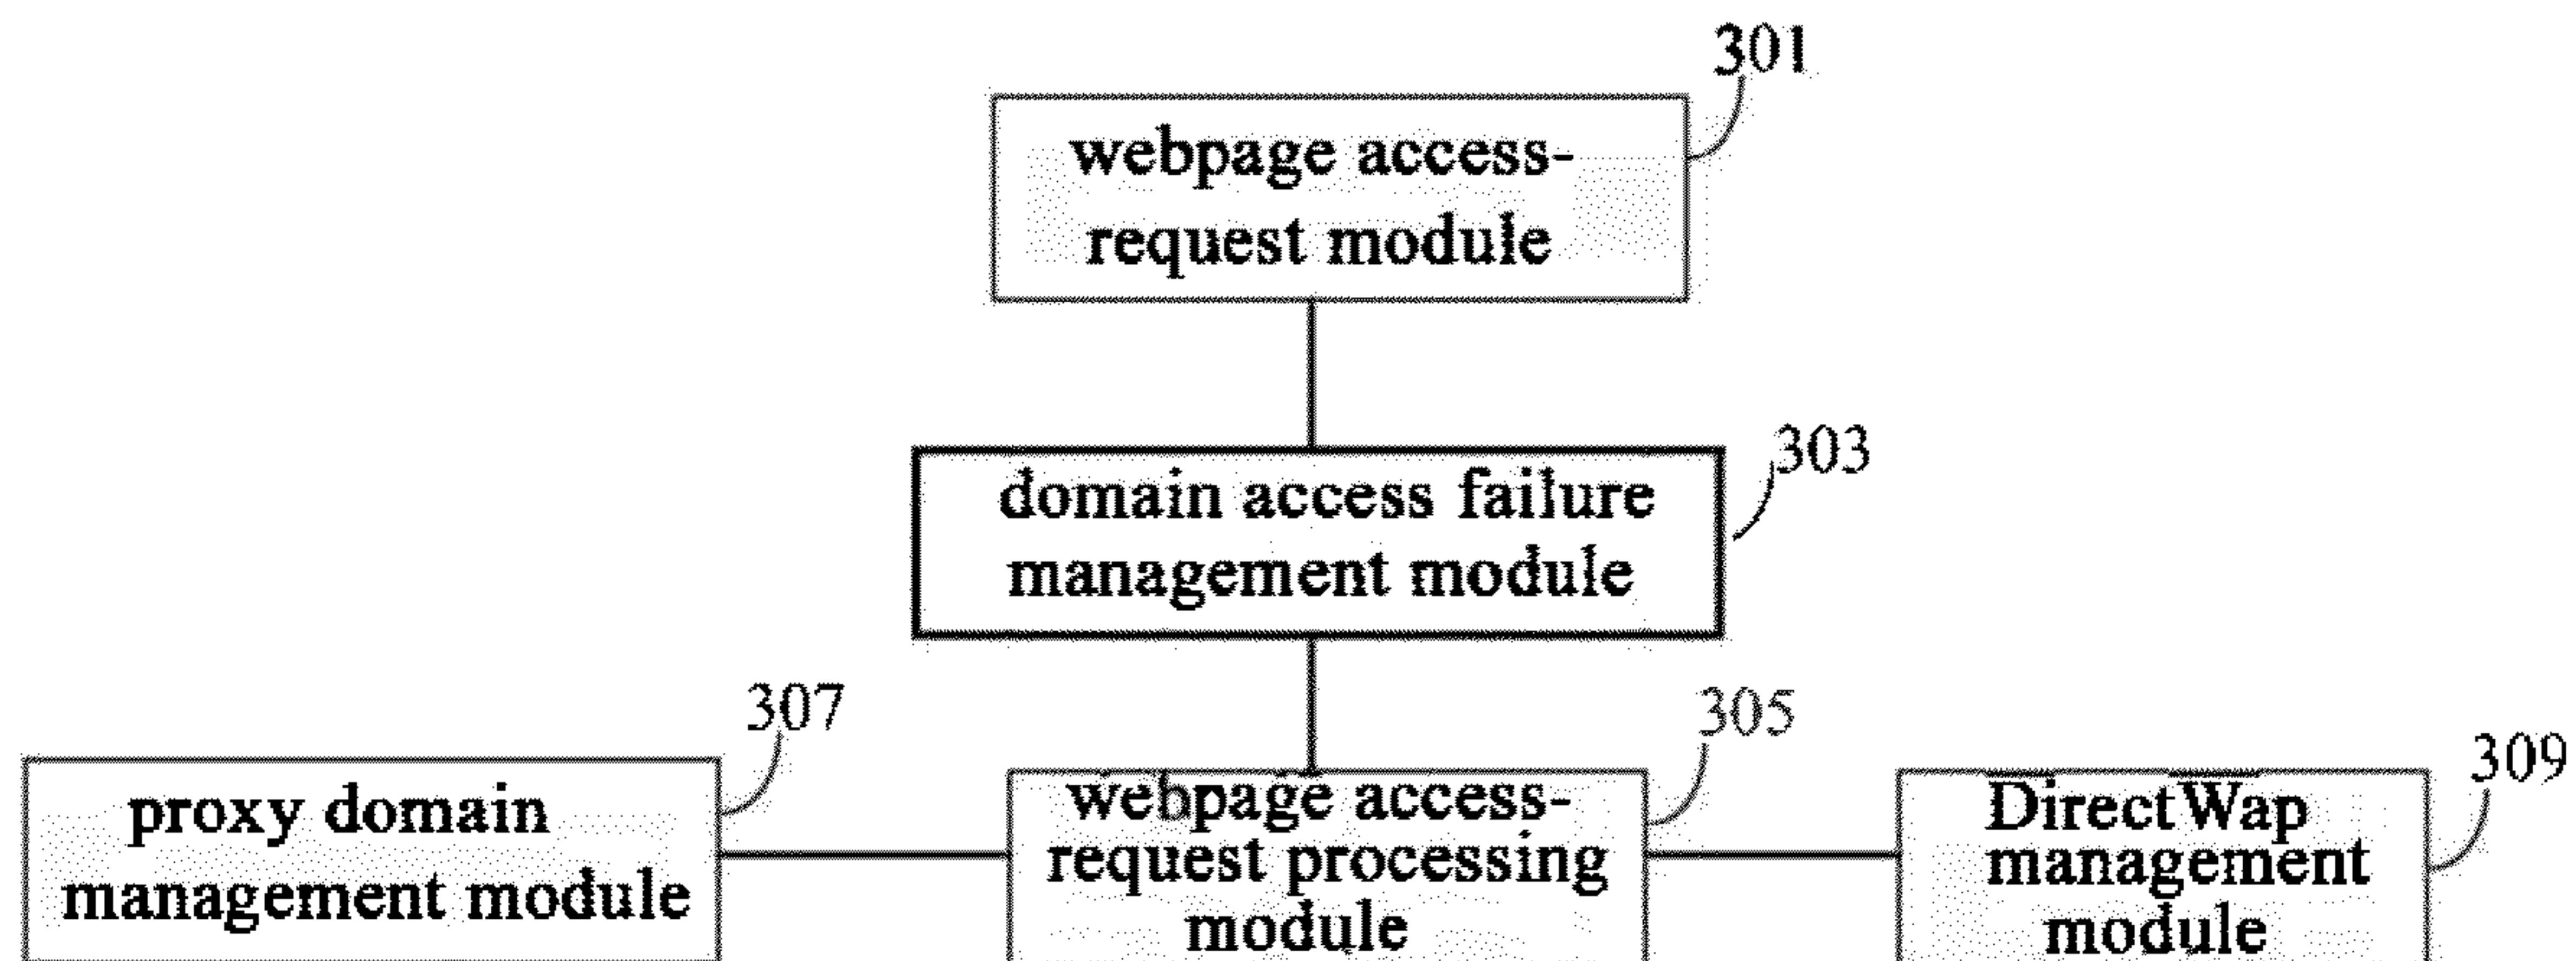 301
webpage access-
request module
303
domain access failure
management module
307
proxy domain
management module
305
webpage access-
request processing
module
309
DirectWap
management
module